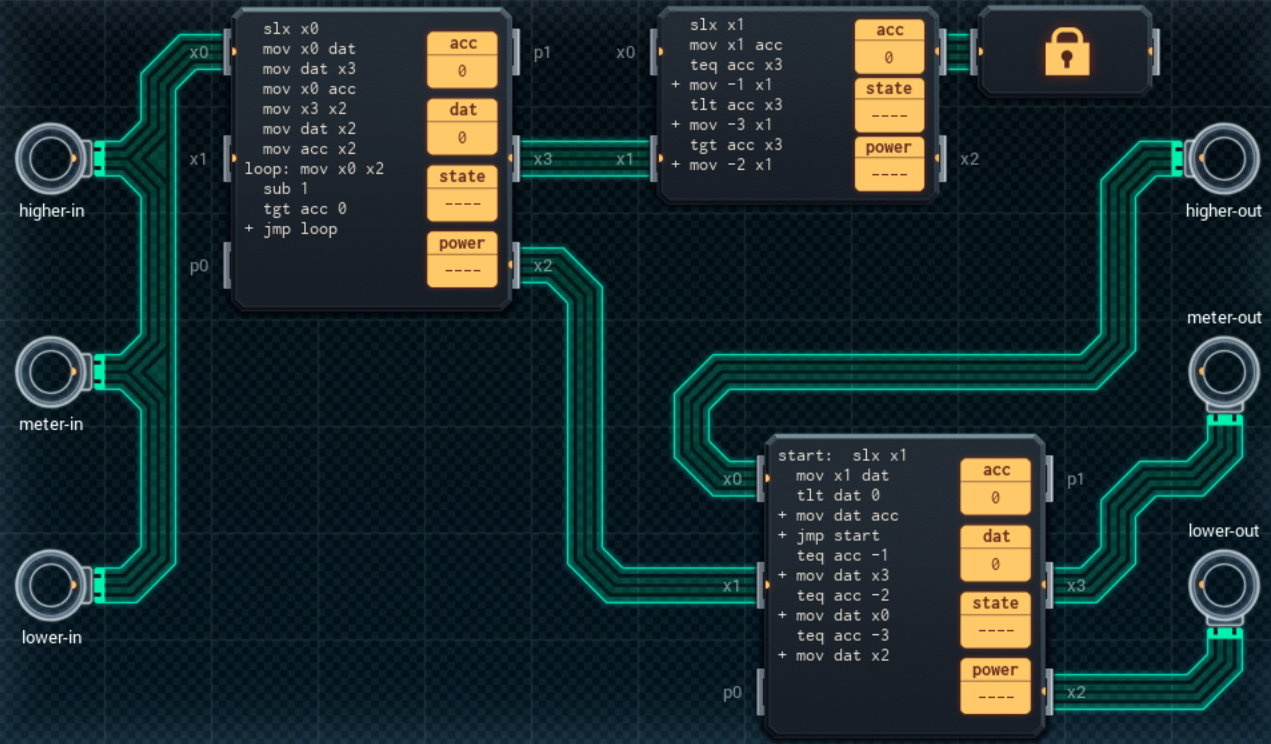 higher-in
meter-in
lower-in
x0
x1
p0
slx x0
mov x0 dat
mov dat x3
mov x0 acc
mov x3 x2
mov dat x2
mov acc x2
loop: mov x0 x2
sub 1
tgt acc 0
+ jmp loop
acc
0
dat
0
state
----
power
----
p1
x3
x2
x0
x1
slx x1
mov x1 acc
teq acc x3
+ mov -1 x1
tlt acc x3
+ mov -3 x1
tgt acc x3
+ mov -2 x1
acc
0
state
----
power
----
x2
higher-out
meter-out
lower-out
x0
x1
p0
start: slx x1
mov x1 dat
tlt dat 0
+ mov dat acc
+ jmp start
teq acc -1
+ mov dat x3
teq acc -2
+ mov dat x0
teq acc -3
+ mov dat x2
acc
0
dat
0
state
----
power
----
p1
x3
x2